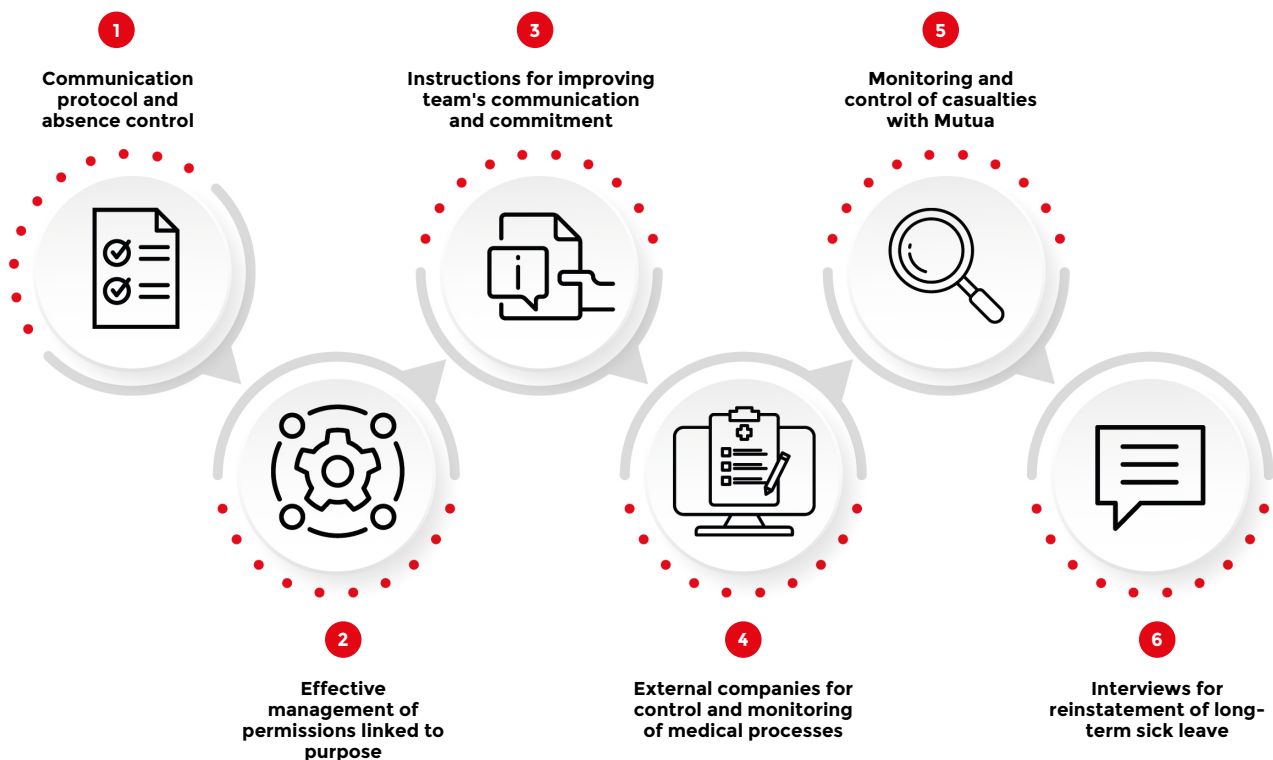 1
Communication
protocol and
absence control
2
Effective
management of
permissions linked to
purpose
3
Instructions for improving
team's communication
and commitment
4
External companies for
control and monitoring
of medical processes
5
Monitoring and
control of casualties
with Mutua
6
Interviews for
reinstatement of long-
term sick leave